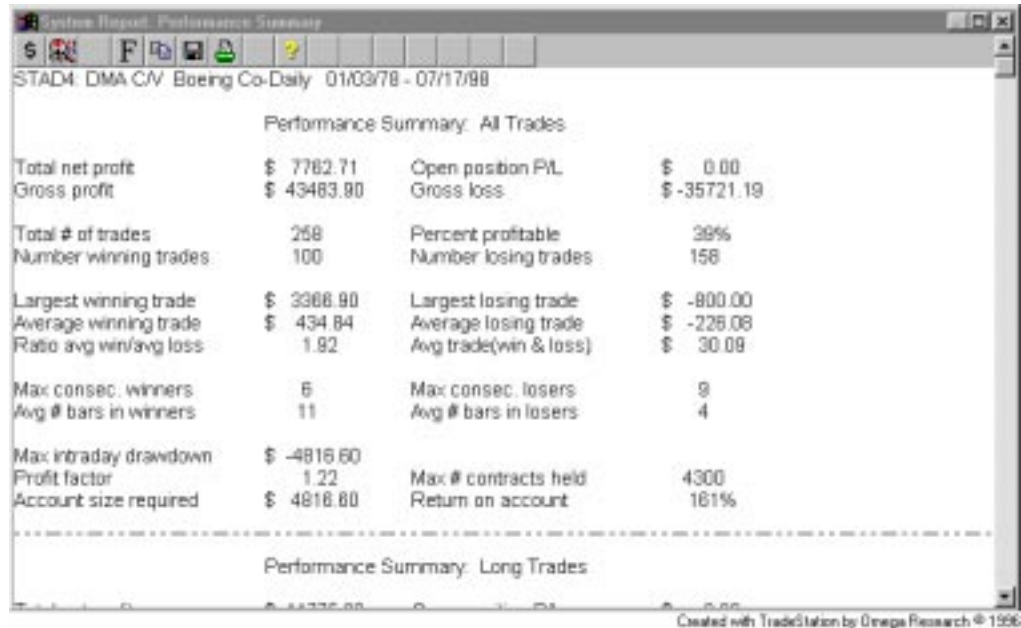 System Report: Performance Summary
$ F ?
STAD4: DMA C/V Boeing Co-Daily 01/03/78 - 07/17/98
Performance Summary: All Trades
Total net profit $ 7762.71 Open position P/L $ 0.00
Gross profit $ 43483.90 Gross loss $ -35721.19
Total # of trades 258 Percent profitable 39%
Number winning trades 100 Number losing trades 158
Largest winning trade $ 3366.90 Largest losing trade $ -800.00
Average winning trade $ 434.84 Average losing trade $ -226.08
Ratio avg win/avg loss 1.92 Avg trade(win & loss) $ 30.09
Max consec. winners 6 Max consec. losers 9
Avg # bars in winners 11 Avg # bars in losers 4
Max intraday drawdown $ -4816.60
Profit factor 1.22 Max # contracts held 4300
Account size required $ 4816.60 Return on account 161%
Performance Summary: Long Trades
Created with TradeStation by Omega Research © 1996